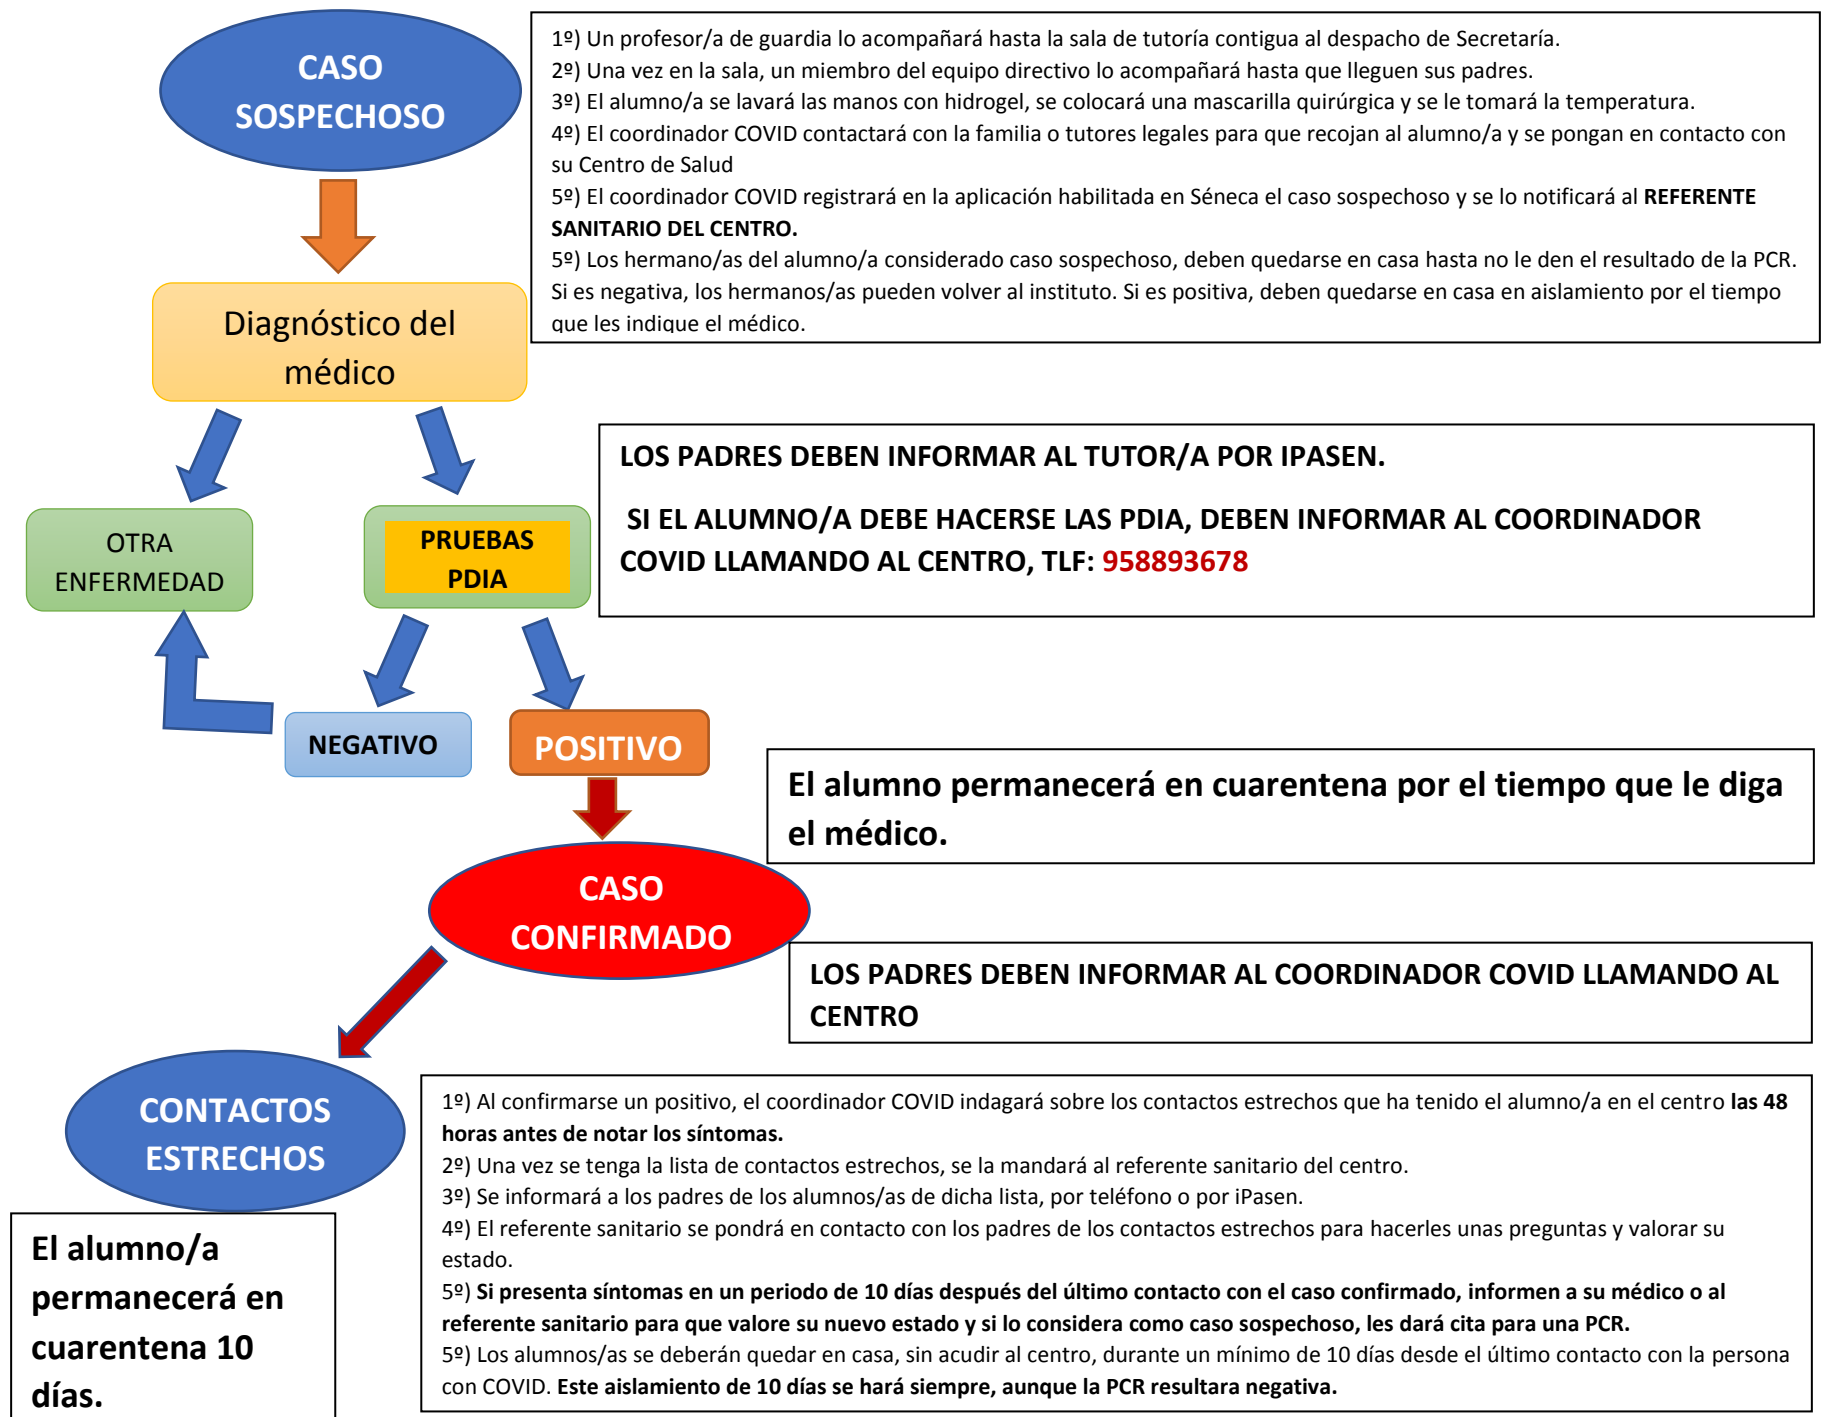 CASO
SOSPECHOSO
1º) Un profesor/a de guardia lo acompañará hasta la sala de tutoría contigua al despacho de Secretaría.
2º) Una vez en la sala, un miembro del equipo directivo lo acompañará hasta que lleguen sus padres.
3º) El alumno/a se lavará las manos con hidrogel, se colocará una mascarilla quirúrgica y se le tomará la temperatura.
4º) El coordinador COVID contactará con la familia o tutores legales para que recojan al alumno/a y se pongan en contacto con
su Centro de Salud
5º) El coordinador COVID registrará en la aplicación habilitada en Séneca el caso sospechoso y se lo notificará al REFERENTE
SANITARIO DEL CENTRO.
5º) Los hermano/as del alumno/a considerado caso sospechoso, deben quedarse en casa hasta no le den el resultado de la PCR.
Si es negativa, los hermanos/as pueden volver al instituto. Si es positiva, deben quedarse en casa en aislamiento por el tiempo
que les indique el médico.
Diagnóstico del
médico
LOS PADRES DEBEN INFORMAR AL TUTOR/A POR IPASEN.
SI EL ALUMNO/A DEBE HACERSE LAS PDIA, DEBEN INFORMAR AL COORDINADOR
COVID LLAMANDO AL CENTRO, TLF: 958893678
OTRA
ENFERMEDAD
PRUEBAS
PDIA
NEGATIVO
POSITIVO
El alumno permanecerá en cuarentena por el tiempo que le diga
el médico.
CASO
CONFIRMADO
LOS PADRES DEBEN INFORMAR AL COORDINADOR COVID LLAMANDO AL
CENTRO
CONTACTOS
ESTRECHOS
El alumno/a
permanecerá en
cuarentena 10
días.
1º) Al confirmarse un positivo, el coordinador COVID indagará sobre los contactos estrechos que ha tenido el alumno/a en el centro las 48
horas antes de notar los síntomas.
2º) Una vez se tenga la lista de contactos estrechos, se la mandará al referente sanitario del centro.
3º) Se informará a los padres de los alumnos/as de dicha lista, por teléfono o por iPasen.
4º) El referente sanitario se pondrá en contacto con los padres de los contactos estrechos para hacerles unas preguntas y valorar su
estado.
5º) Si presenta síntomas en un periodo de 10 días después del último contacto con el caso confirmado, informen a su médico o al
referente sanitario para que valore su nuevo estado y si lo considera como caso sospechoso, les dará cita para una PCR.
5º) Los alumnos/as se deberán quedar en casa, sin acudir al centro, durante un mínimo de 10 días desde el último contacto con la persona
con COVID. Este aislamiento de 10 días se hará siempre, aunque la PCR resultara negativa.